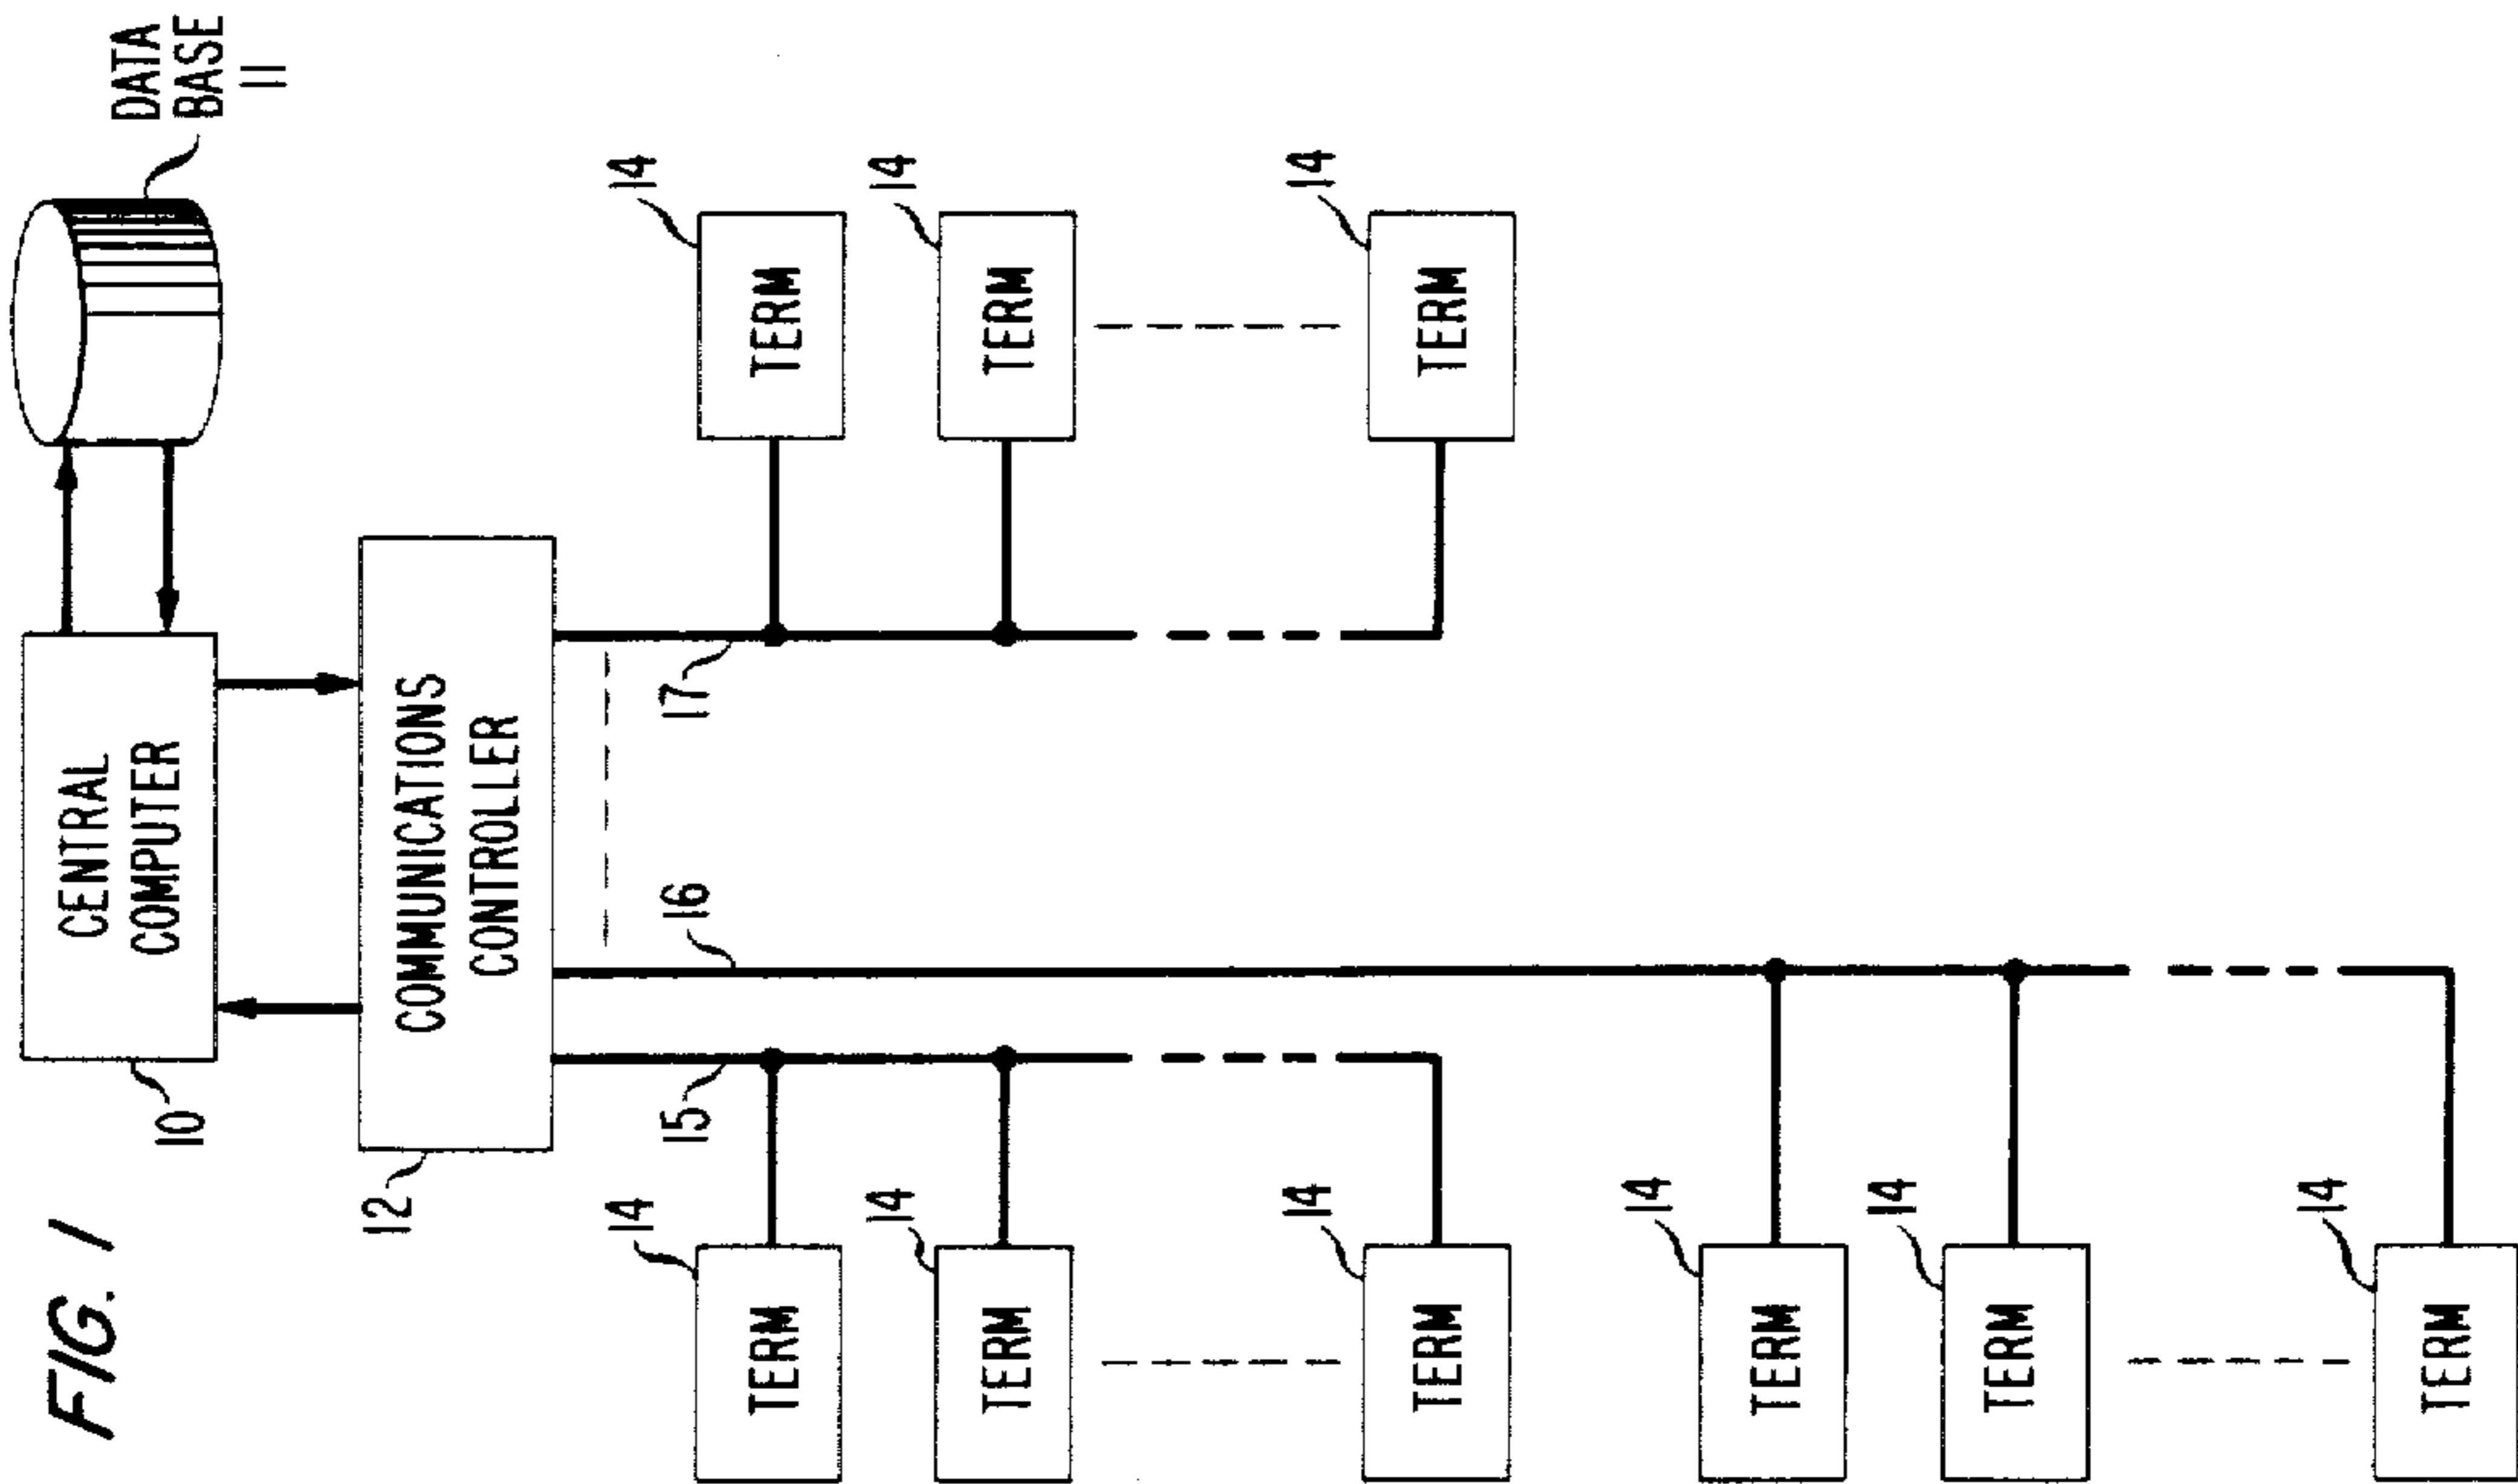 FIG. 1
CENTRAL
COMPUTER
10
DATA
BASE
11
12
COMMUNICATIONS
CONTROLLER
14
14
15
16
17
TERM
TERM
14
14
TERM
TERM
14
14
TERM
TERM
14
TERM
14
TERM
14
TERM